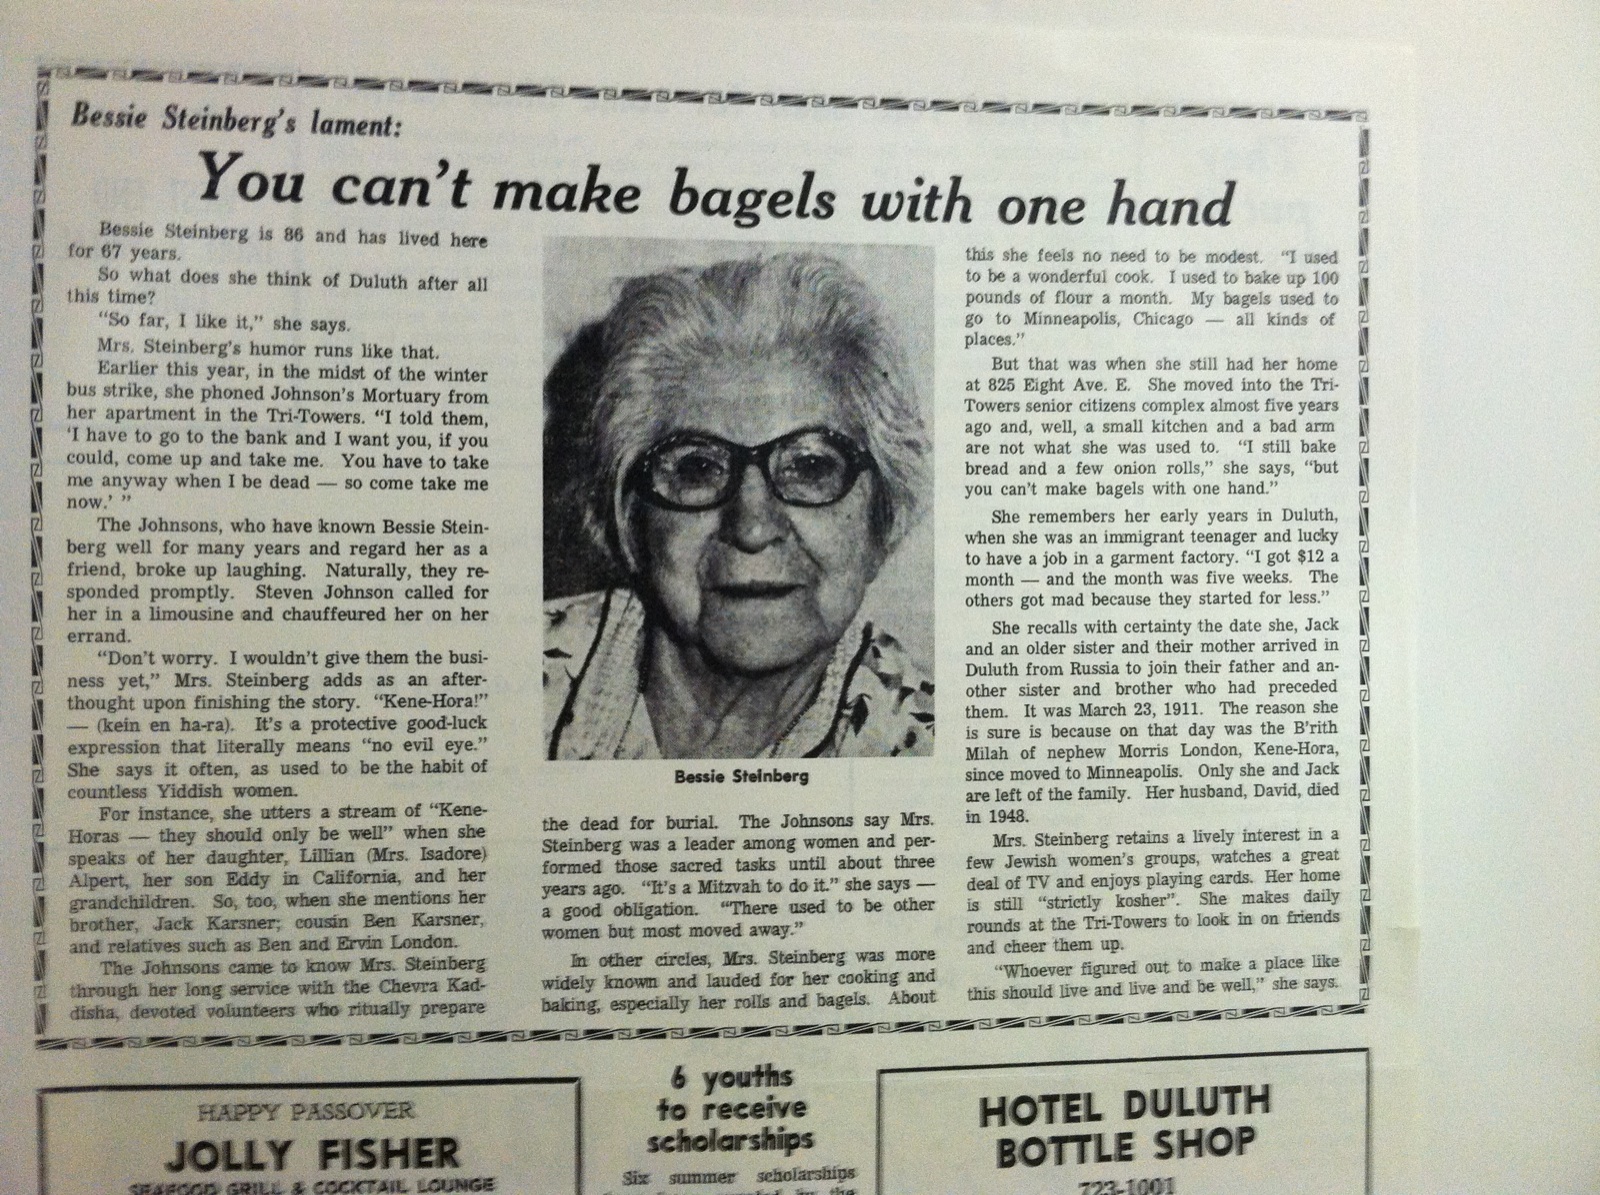 Bessie Steinberg's lament:
You can't make bagels with one hand
Bessie Steinberg is 86 and has lived here
for 67 years.
So what does she think of Duluth after all
this time?
"So far, I like it," she says.
Mrs. Steinberg's humor runs like that.
Earlier this year, in the midst of the winter
bus strike, she phoned Johnson's Mortuary from
her apartment in the Tri-Towers. "I told them,
'I have to go to the bank and I want you, if you
could, come up and take me. You have to take
me anyway when I be dead — so come take me
now.' "
The Johnsons, who have known Bessie Stein-
berg well for many years and regard her as a
friend, broke up laughing. Naturally, they re-
sponded promptly. Steven Johnson called for
her in a limousine and chauffeured her on her
errand.
"Don't worry. I wouldn't give them the busi-
ness yet," Mrs. Steinberg adds as an after-
thought upon finishing the story. "Kene-Hora!"
— (kein en ha-ra). It's a protective good-luck
expression that literally means "no evil eye."
She says it often, as used to be the habit of
countless Yiddish women.
For instance, she utters a stream of "Kene-
Horas — they should only be well" when she
speaks of her daughter, Lillian (Mrs. Isadore)
Alpert, her son Eddy in California, and her
grandchildren. So, too, when she mentions her
brother, Jack Karsner; cousin Ben Karsner,
and relatives such as Ben and Ervin London.
The Johnsons came to know Mrs. Steinberg
through her long service with the Chevra Kad-
disha, devoted volunteers who ritually prepare
Bessie Steinberg
the dead for burial. The Johnsons say Mrs.
Steinberg was a leader among women and per-
formed those sacred tasks until about three
years ago. "It's a Mitzvah to do it." she says —
a good obligation. "There used to be other
women but most moved away."
In other circles, Mrs. Steinberg was more
widely known and lauded for her cooking and
baking, especially her rolls and bagels. About
this she feels no need to be modest. "I used
to be a wonderful cook. I used to bake up 100
pounds of flour a month. My bagels used to
go to Minneapolis, Chicago — all kinds of
places."
But that was when she still had her home
at 825 Eight Ave. E. She moved into the Tri-
Towers senior citizens complex almost five years
ago and, well, a small kitchen and a bad arm
are not what she was used to. "I still bake
bread and a few onion rolls," she says, "but
you can't make bagels with one hand."
She remembers her early years in Duluth,
when she was an immigrant teenager and lucky
to have a job in a garment factory. "I got $12 a
month — and the month was five weeks. The
others got mad because they started for less."
She recalls with certainty the date she, Jack
and an older sister and their mother arrived in
Duluth from Russia to join their father and an-
other sister and brother who had preceded
them. It was March 23, 1911. The reason she
is sure is because on that day was the B'rith
Milah of nephew Morris London, Kene-Hora,
since moved to Minneapolis. Only she and Jack
are left of the family. Her husband, David, died
in 1948.
Mrs. Steinberg retains a lively interest in a
few Jewish women's groups, watches a great
deal of TV and enjoys playing cards. Her home
is still "strictly kosher". She makes daily
rounds at the Tri-Towers to look in on friends
and cheer them up.
"Whoever figured out to make a place like
this should live and live and be well," she says.
HAPPY PASSOVER
JOLLY FISHER
SEAFOOD GRILL & COCKTAIL LOUNGE
6 youths
to receive
scholarships
Six summer scholarships
HOTEL DULUTH
BOTTLE SHOP
723-1001